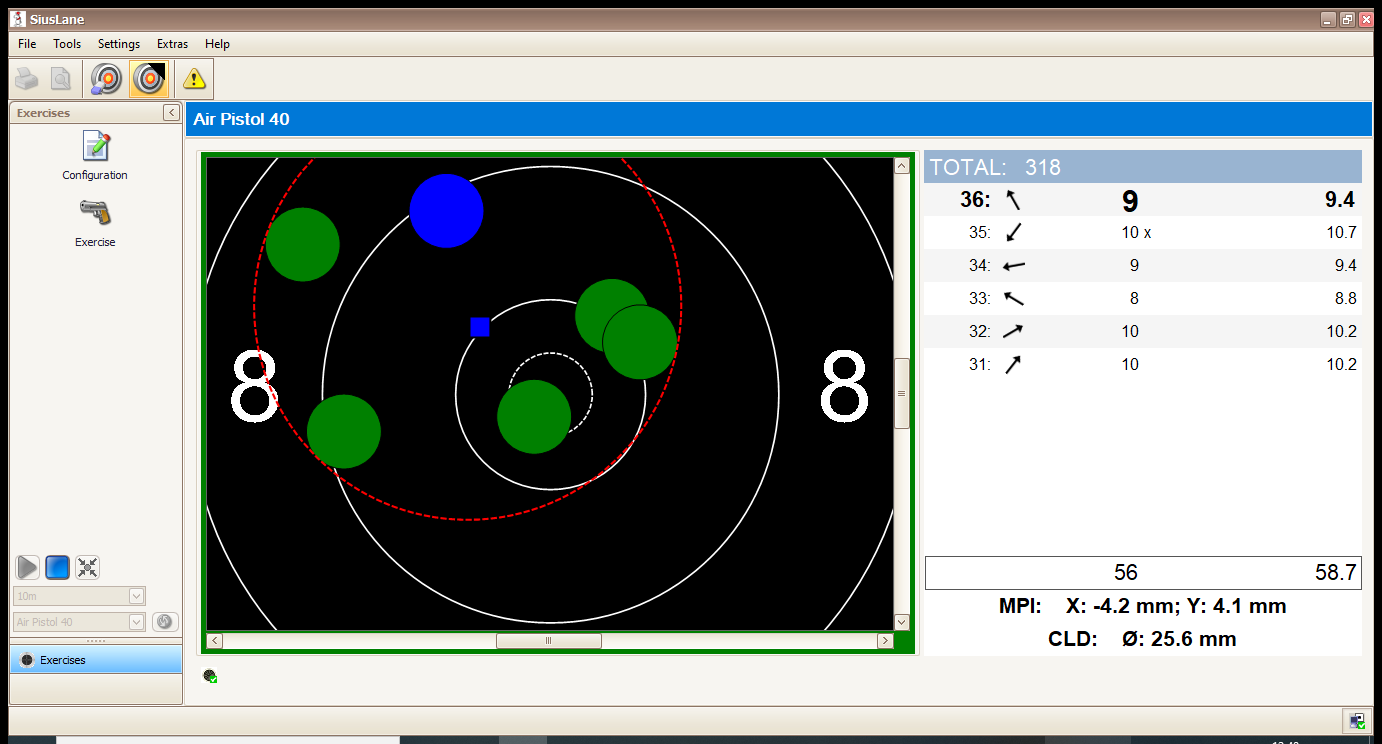 SiusLane
File Tools Settings Extras Help
Exercises
Configuration
Exercise
10m
Air Pistol 40
Exercises
Air Pistol 40
8 8
TOTAL: 318
36: 9 9.4
35: 10 x 10.7
34: 9 9.4
33: 8 8.8
32: 10 10.2
31: 10 10.2
56 58.7
MPI: X: -4.2 mm; Y: 4.1 mm
CLD: Ø: 25.6 mm